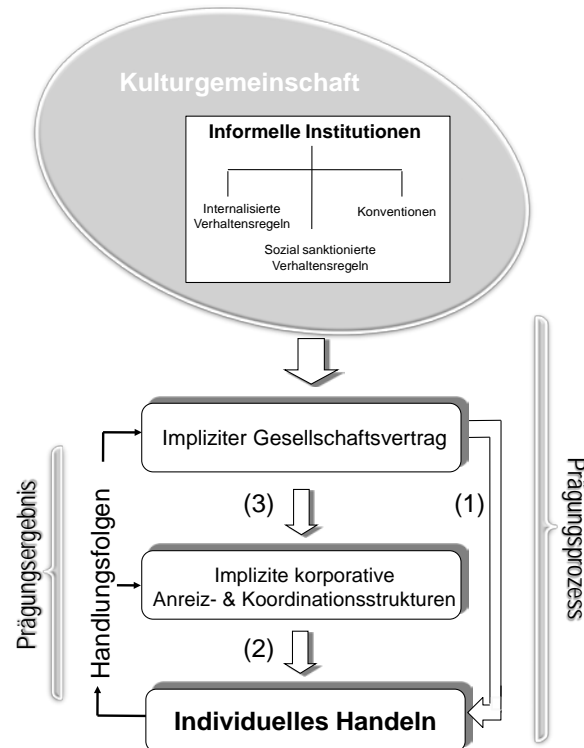 Kulturgemeinschaft
Informelle Institutionen
Internalisierte
Verhaltensregeln
Konventionen
Sozial sanktionierte
Verhaltensregeln
Impliziter Gesellschaftsvertrag
(3)
(1)
Implizite korporative
Anreiz- & Koordinationsstrukturen
(2)
Individuelles Handeln
Handlungsfolgen
Prägungsergebnis
Prägungsprozess